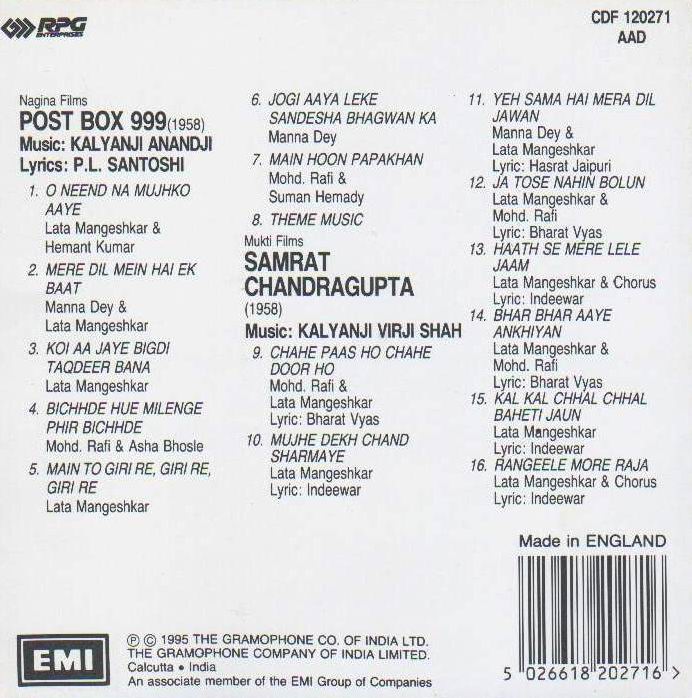 RPG
ENTERPRISES
CDF 120271
AAD
Nagina Films
POST BOX 999 (1958)
Music: KALYANJI ANANDJI
Lyrics: P.L. SANTOSHI
1. O NEEND NA MUJHKO
AAYE
Lata Mangeshkar &
Hemant Kumar
2. MERE DIL MEIN HAI EK
BAAT
Manna Dey &
Lata Mangeshkar
3. KOI AA JAYE BIGDI
TAQDEER BANA
Lata Mangeshkar
4. BICHHDE HUE MILENGE
PHIR BICHHDE
Mohd. Rafi & Asha Bhosle
5. MAIN TO GIRI RE, GIRI RE,
GIRI RE
Lata Mangeshkar
6. JOGI AAYA LEKE
SANDESHA BHAGWAN KA
Manna Dey
7. MAIN HOON PAPAKHAN
Mohd. Rafi &
Suman Hemady
8. THEME MUSIC
Mukti Films
SAMRAT
CHANDRAGUPTA
(1958)
Music: KALYANJI VIRJI SHAH
9. CHAHE PAAS HO CHAHE
DOOR HO
Mohd. Rafi &
Lata Mangeshkar
Lyric: Bharat Vyas
10. MUJHE DEKH CHAND
SHARMAYE
Lata Mangeshkar
Lyric: Indeewar
11. YEH SAMA HAI MERA DIL
JAWAN
Manna Dey &
Lata Mangeshkar
Lyric: Hasrat Jaipuri
12. JA TOSE NAHIN BOLUN
Lata Mangeshkar &
Mohd. Rafi
Lyric: Bharat Vyas
13. HAATH SE MERE LELE
JAAM
Lata Mangeshkar & Chorus
Lyric: Indeewar
14. BHAR BHAR AAYE
ANKHIYAN
Lata Mangeshkar &
Mohd. Rafi
Lyric: Bharat Vyas
15. KAL KAL CHHAL CHHAL
BAHETI JAUN
Lata Mangeshkar
Lyric: Indeewar
16. RANGEELE MORE RAJA
Lata Mangeshkar & Chorus
Lyric: Indeewar
Made in ENGLAND
5 026618 202716 >
EMI
℗ © 1995 THE GRAMOPHONE CO. OF INDIA LTD.
THE GRAMOPHONE COMPANY OF INDIA LIMITED.
Calcutta • India
An associate member of the EMI Group of Companies